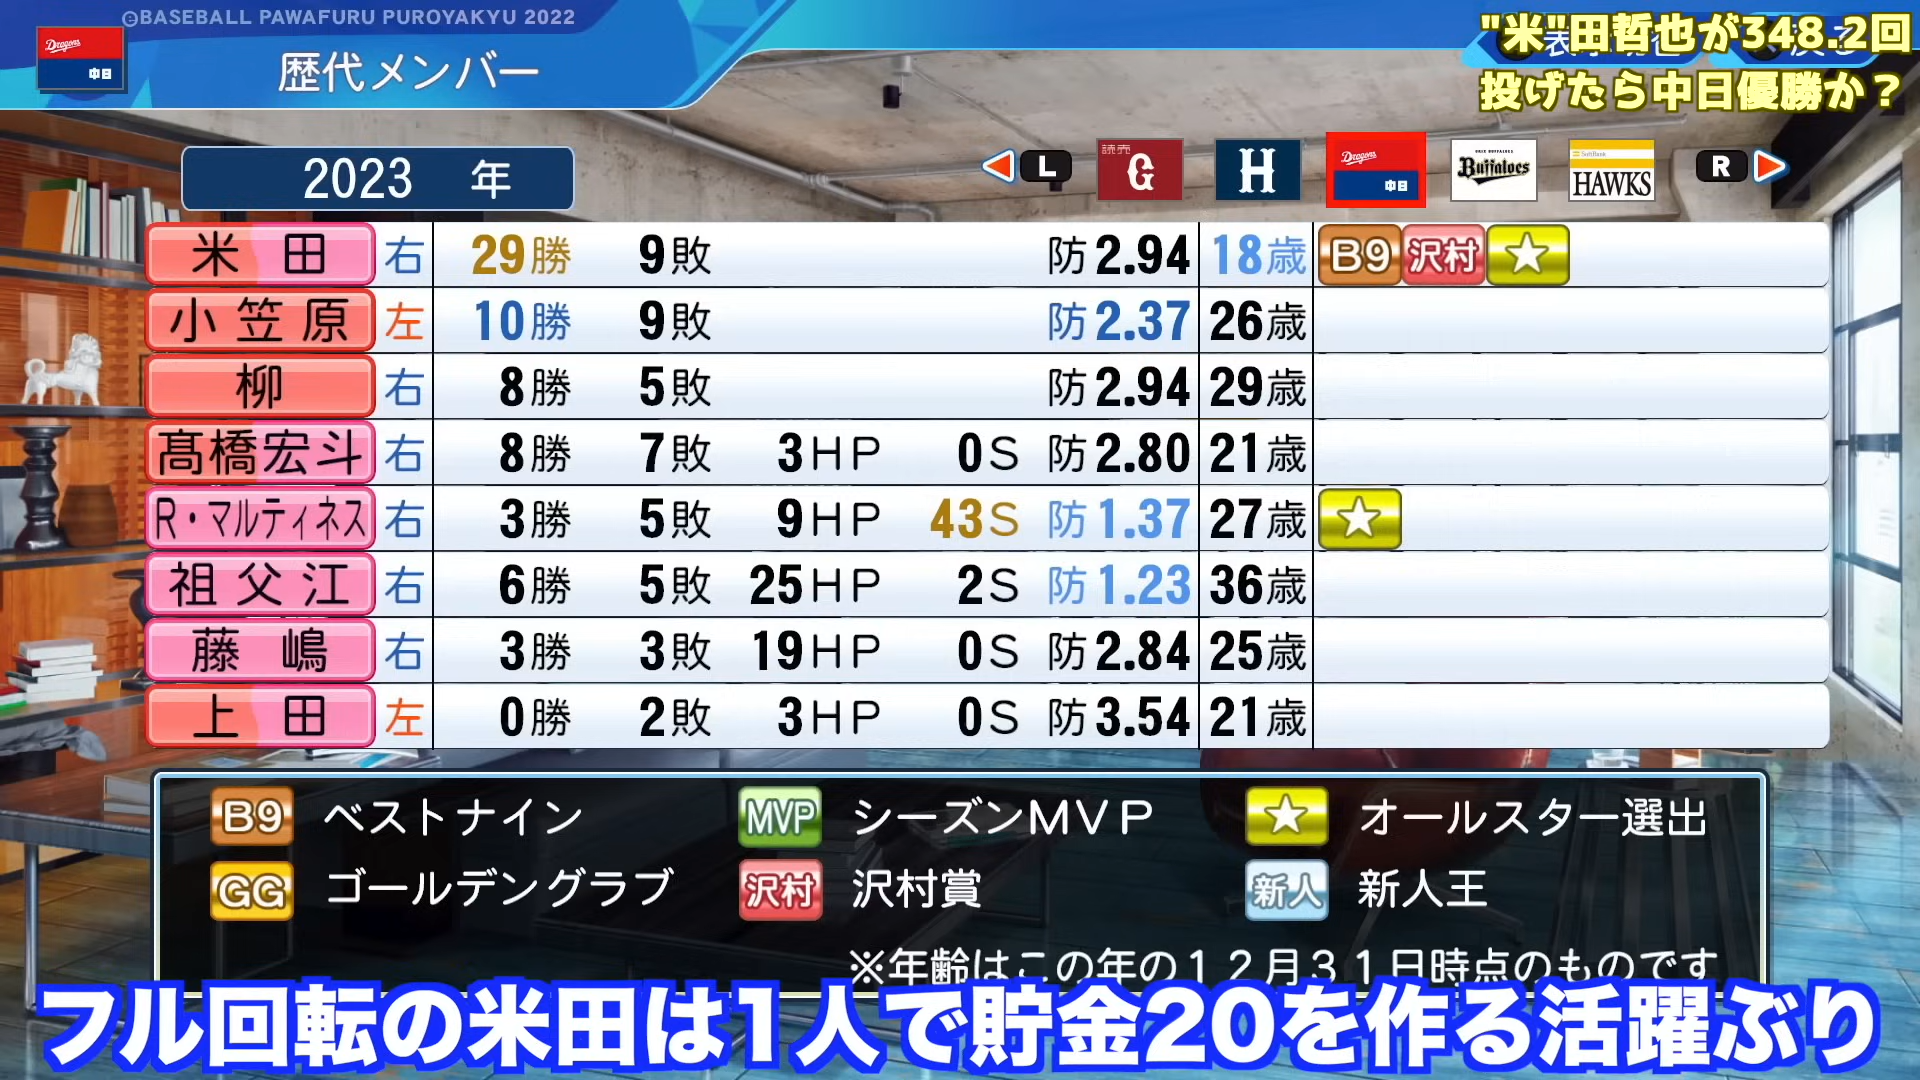 ©BASEBALL PAWAFURU PUROYAKYU 2022
歴代メンバー
"米"田哲也が348.2回
投げたら中日優勝か？
Dragons
中日
2023 年
L
読売
G
H
Dragons
中日
ORIX BUFFALOES
Buffaloes
SoftBank
HAWKS
R
米田 右 29勝 9敗 防2.94 18歳 B9 沢村 ★
小笠原 左 10勝 9敗 防2.37 26歳
柳 右 8勝 5敗 防2.94 29歳
髙橋宏斗 右 8勝 7敗 3HP 0S 防2.80 21歳
R・マルティネス 右 3勝 5敗 9HP 43S 防1.37 27歳 ★
祖父江 右 6勝 5敗 25HP 2S 防1.23 36歳
藤嶋 右 3勝 3敗 19HP 0S 防2.84 25歳
上田 左 0勝 2敗 3HP 0S 防3.54 21歳
B9 ベストナイン MVP シーズンMVP ★ オールスター選出
GG ゴールデングラブ 沢村 沢村賞 新人 新人王
※年齢はこの年の12月31日時点のものです
フル回転の米田は1人で貯金20を作る活躍ぶり